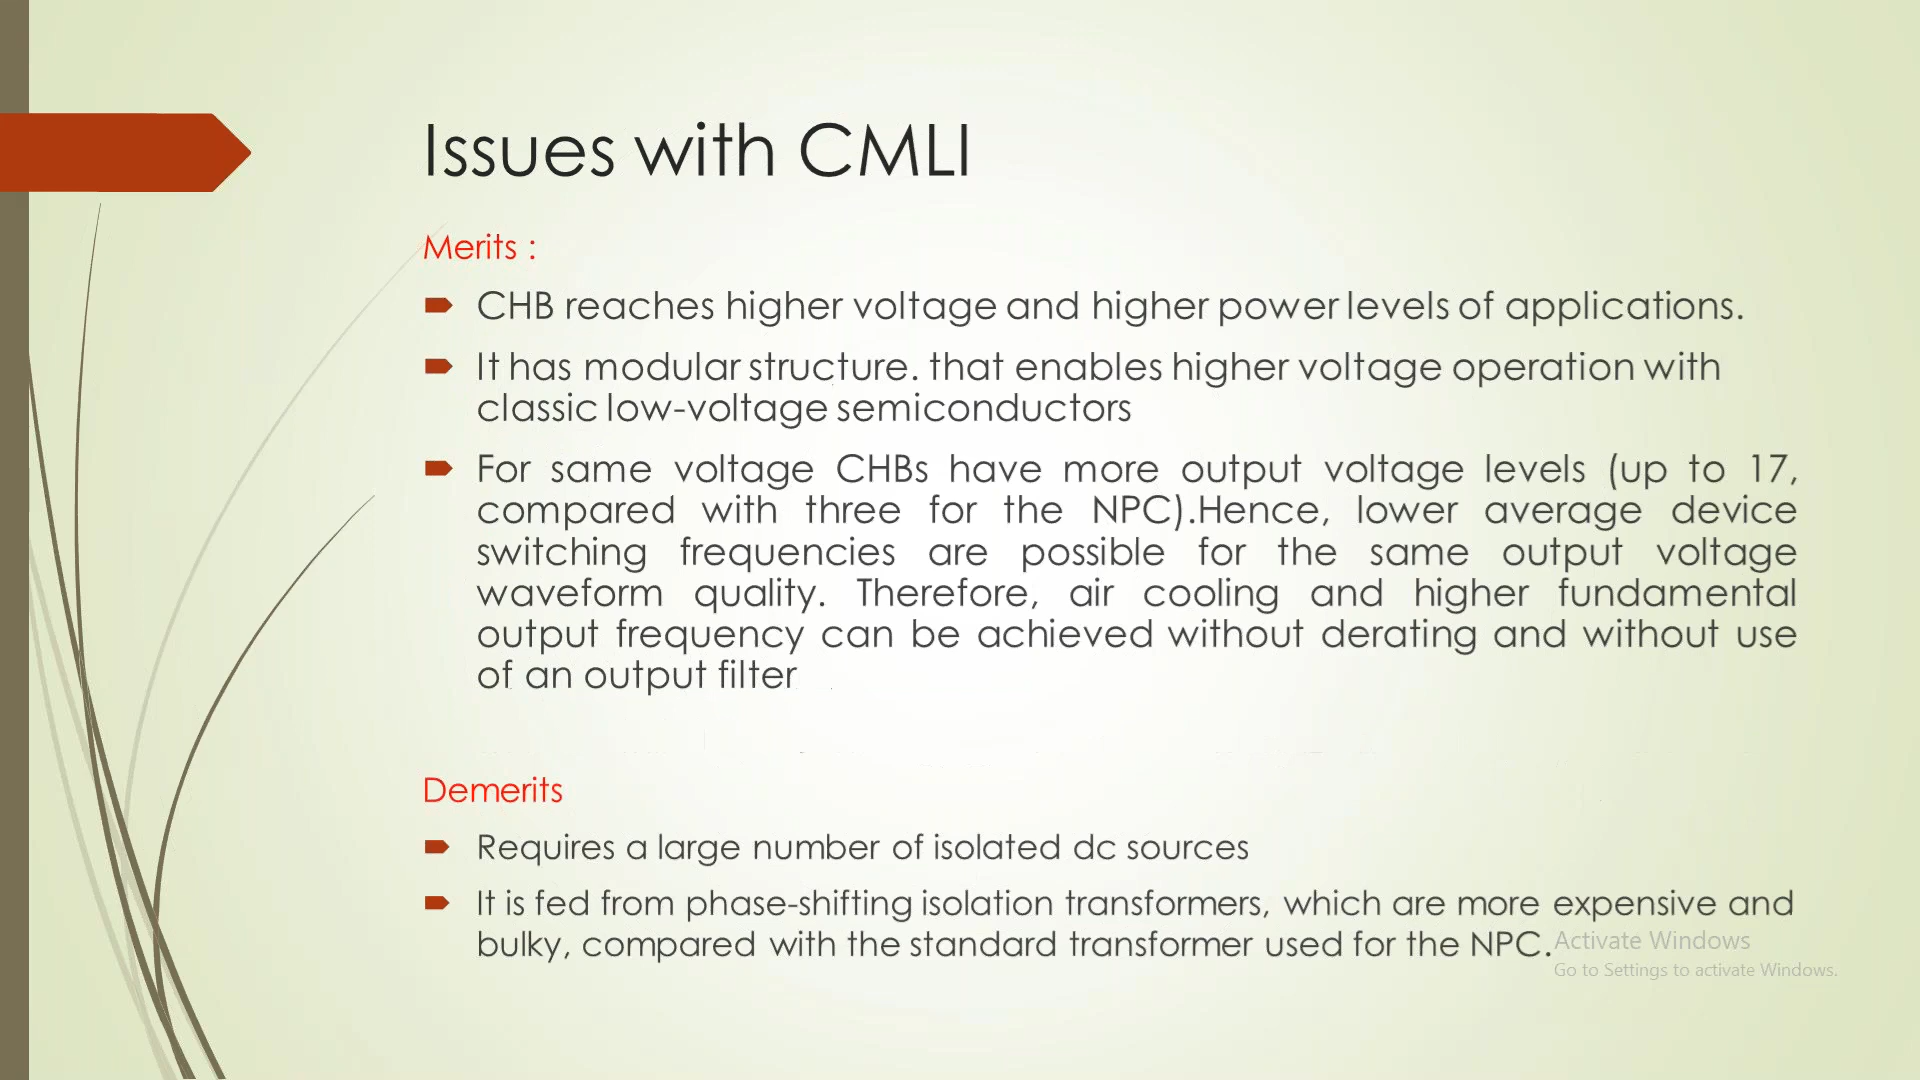 Issues with CMLI
Merits :
CHB reaches higher voltage and higher power levels of applications.
It has modular structure. that enables higher voltage operation with
classic low-voltage semiconductors
For same voltage CHBs have more output voltage levels (up to 17,
compared with three for the NPC).Hence, lower average device
switching frequencies are possible for the same output voltage
waveform quality. Therefore, air cooling and higher fundamental
output frequency can be achieved without derating and without use
of an output filter
Demerits
Requires a large number of isolated dc sources
It is fed from phase-shifting isolation transformers, which are more expensive and
bulky, compared with the standard transformer used for the NPC.
Activate Windows
Go to Settings to activate Windows.